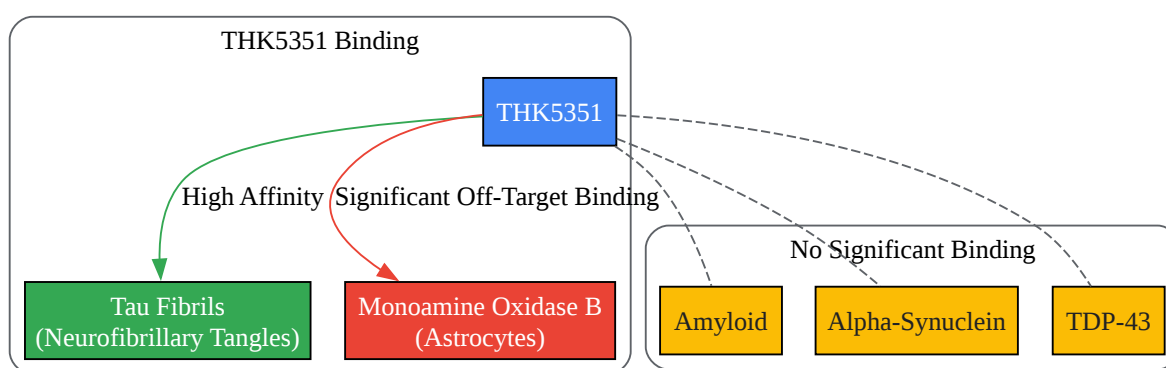 THK5351 Binding
THK5351
High Affinity
Significant Off-Target Binding
No Significant Binding
Tau Fibrils
(Neurofibrillary Tangles)
Monoamine Oxidase B
(Astrocytes)
Amyloid
Alpha-Synuclein
TDP-43